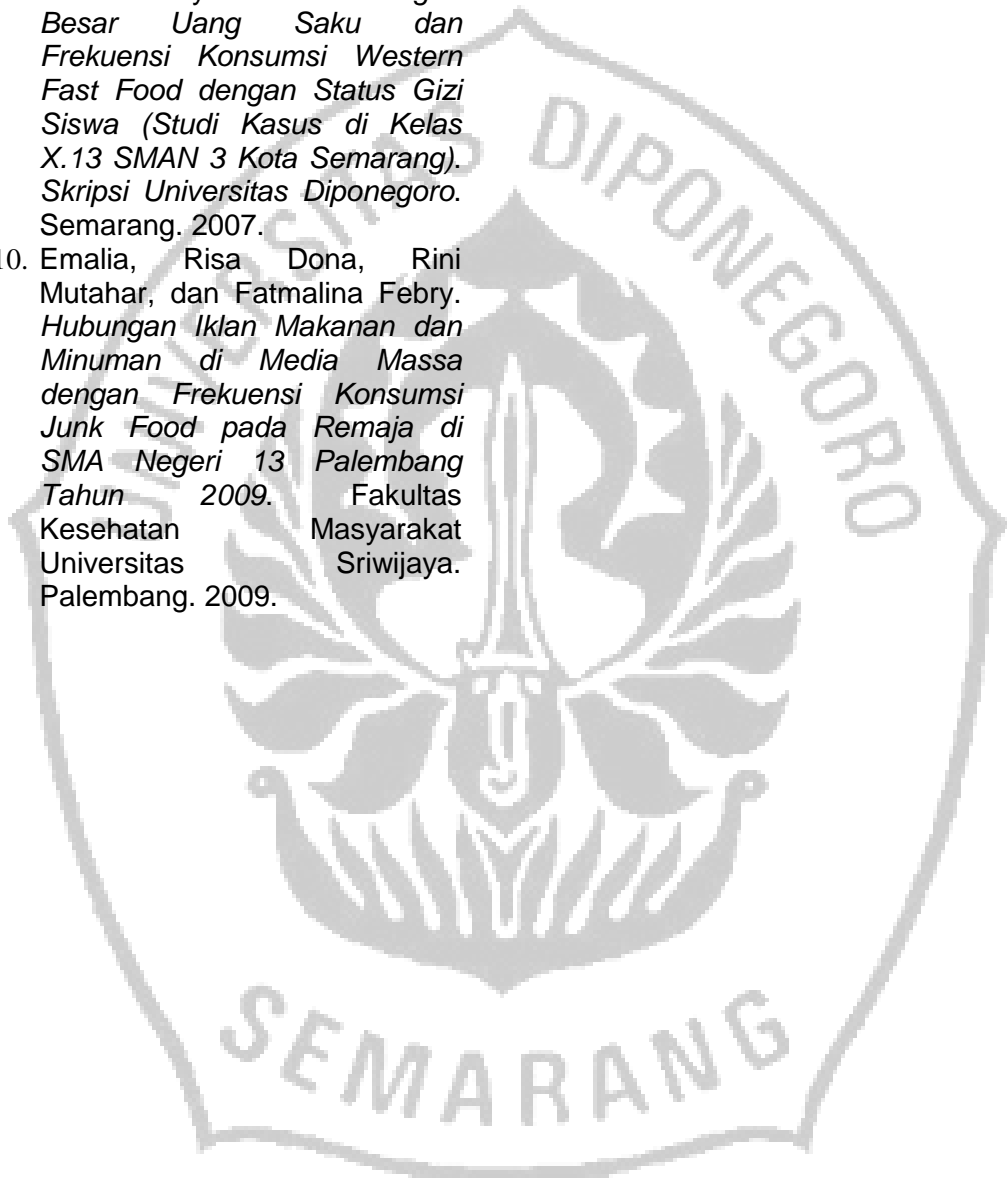 Besar Uang Saku dan
Frekuensi Konsumsi Western
Fast Food dengan Status Gizi
Siswa (Studi Kasus di Kelas
X.13 SMAN 3 Kota Semarang).
Skripsi Universitas Diponegoro.
Semarang. 2007.
10. Emalia, Risa Dona, Rini
Mutahar, dan Fatmalina Febry.
Hubungan Iklan Makanan dan
Minuman di Media Massa
dengan Frekuensi Konsumsi
Junk Food pada Remaja di
SMA Negeri 13 Palembang
Tahun 2009. Fakultas
Kesehatan Masyarakat
Universitas Sriwijaya.
Palembang. 2009.
UNIVERSITAS DIPONEGORO
SEMARANG